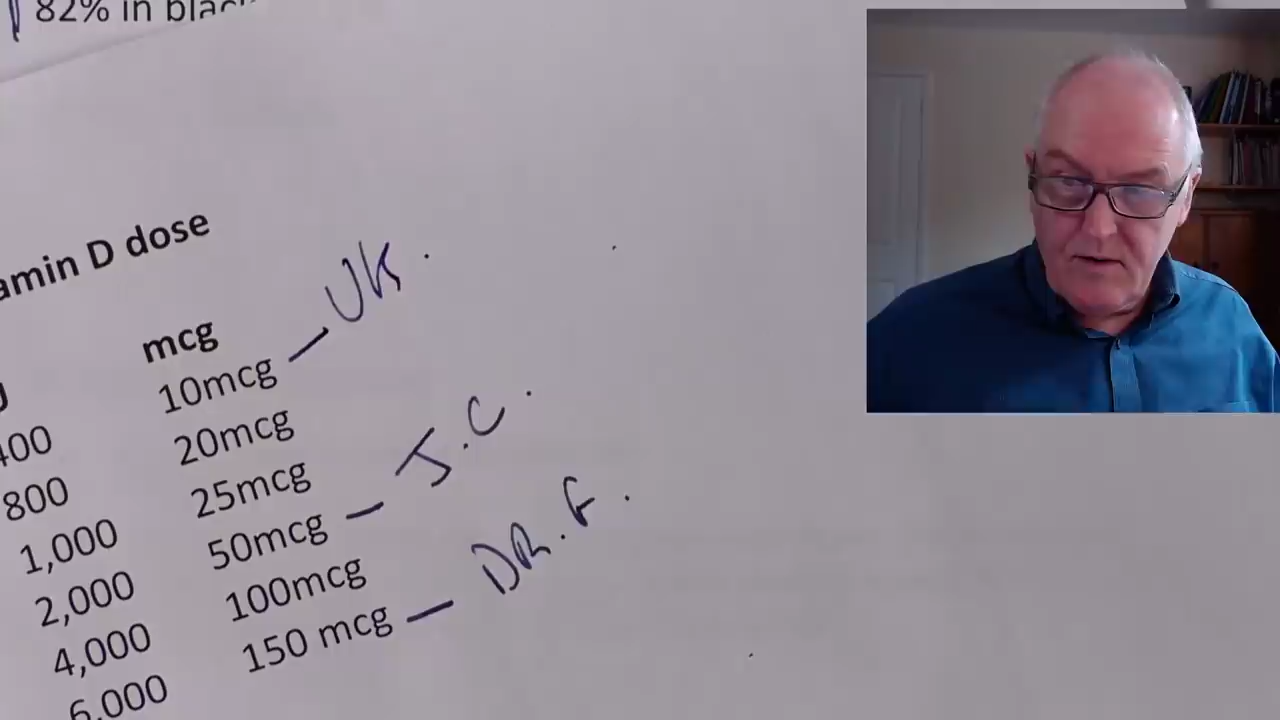 82% in blac
amin D dose
mcg
400 10mcg — UK.
800 20mcg
1,000 25mcg
2,000 50mcg — J.C.
4,000 100mcg
6,000 150 mcg — DR. G.